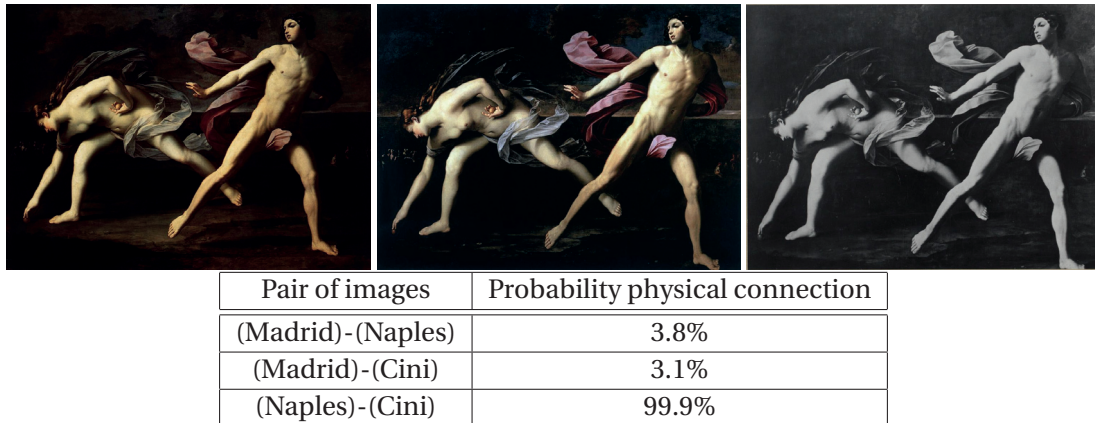 Pair of images Probability physical connection
(Madrid)-(Naples) 3.8%
(Madrid)-(Cini) 3.1%
(Naples)-(Cini) 99.9%